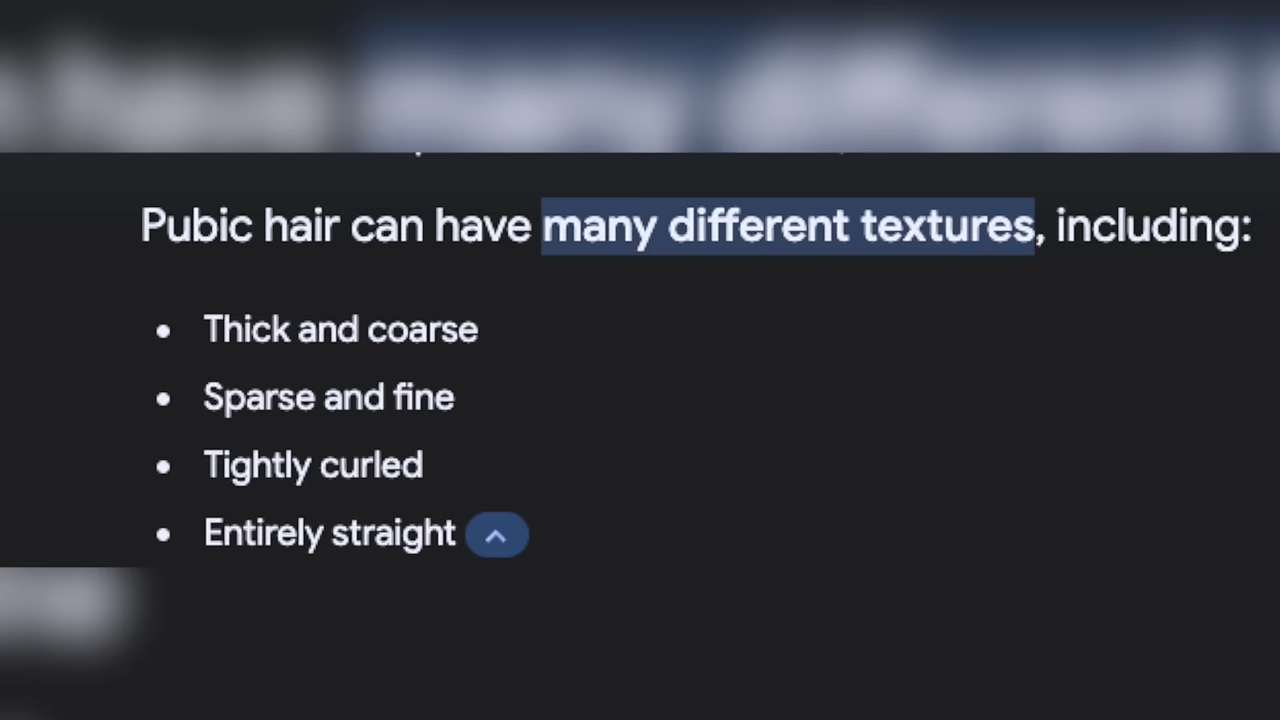 Pubic hair can have many different textures, including:
• Thick and coarse
• Sparse and fine
• Tightly curled
• Entirely straight